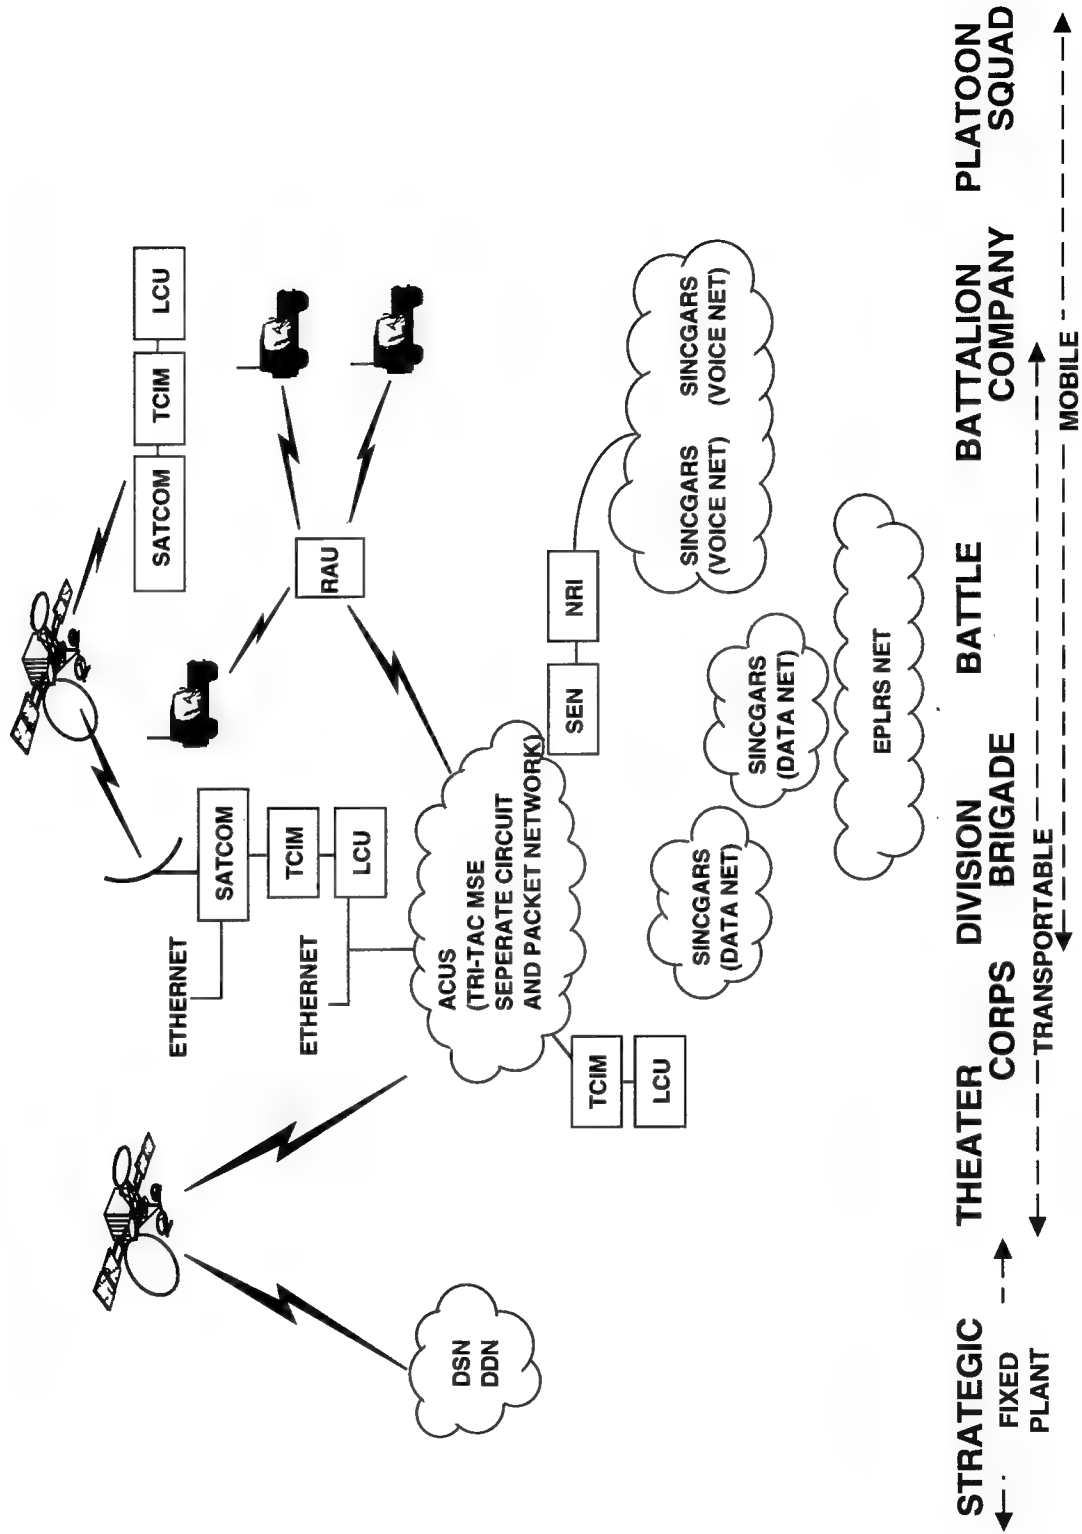 SATCOM
TCIM
LCU
ETHERNET
SATCOM
TCIM
LCU
ETHERNET
RAU
DSN
DDN
ACUS
(TRI-TAC MSE
SEPERATE CIRCUIT
AND PACKET NETWORK)
TCIM
LCU
SEN
NRI
SINCGARS
(VOICE NET)
SINCGARS
(VOICE NET)
SINCGARS
(DATA NET)
SINCGARS
(DATA NET)
EPLRS NET
STRATEGIC
THEATER
CORPS
DIVISION
BRIGADE
BATTLE
BATTALION
COMPANY
PLATOON
SQUAD
FIXED
PLANT
TRANSPORTABLE
MOBILE